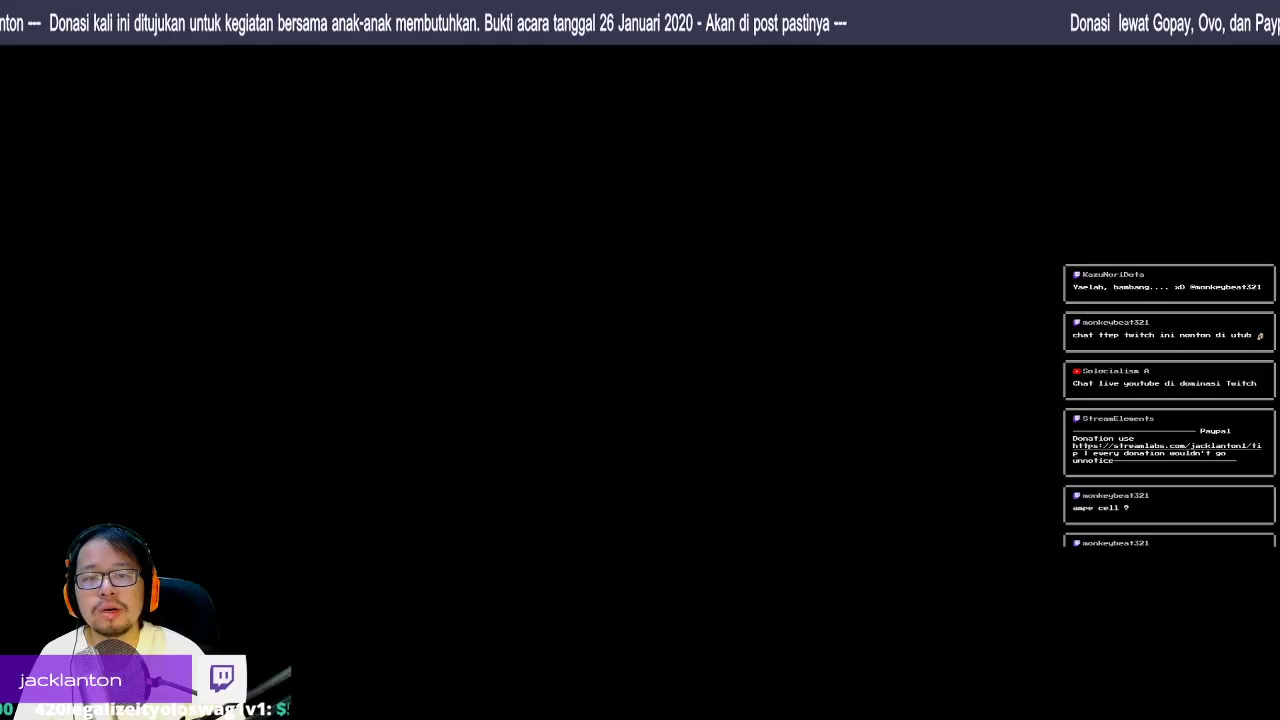 nton --- Donasi kali ini ditujukan untuk kegiatan bersama anak-anak membutuhkan. Bukti acara tanggal 26 Januari 2020 - Akan di post pastinya --- Donasi lewat Gopay, Ovo, dan Payp
KazuNoriDota
Yaelah, bambang.... xD @monkeybeat321
monkeybeat321
chat ttep twitch ini nonton di utub
Solocialism A
Chat live youtube di dominasi Twitch
StreamElements
Paypal
Donation use
https://streamlabs.com/jacklanton1/ti
p | every donation wouldn't go
unnotice
monkeybeat321
ampe cell ?
monkeybeat321
jacklanton
00 420legalizeityoloswag1v1: $